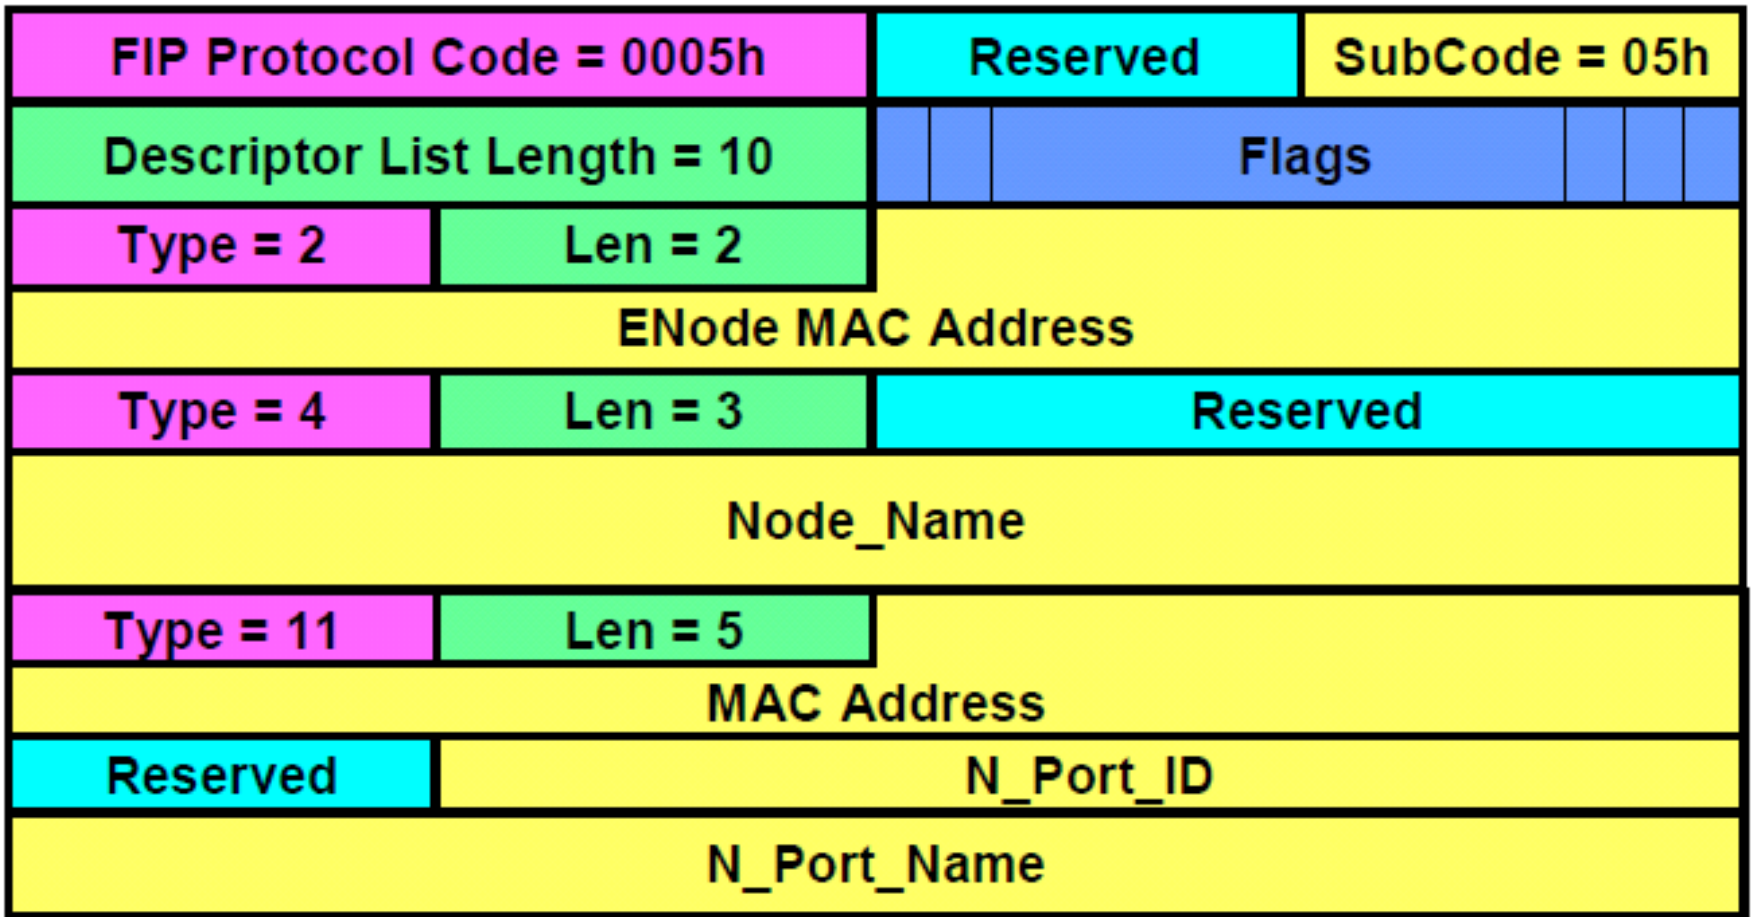 FIP Protocol Code = 0005h Reserved SubCode = 05h
Descriptor List Length = 10 Flags
Type = 2 Len = 2
ENode MAC Address
Type = 4 Len = 3 Reserved
Node_Name
Type = 11 Len = 5
MAC Address
Reserved N_Port_ID
N_Port_Name